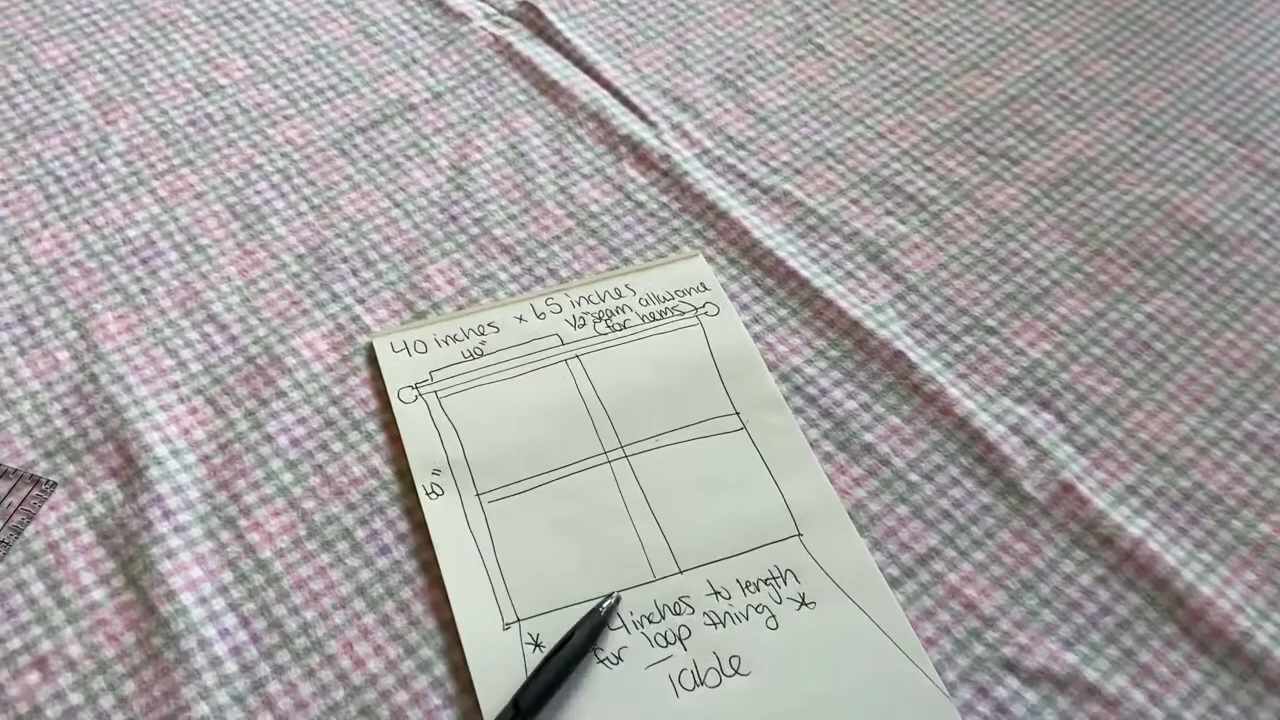 40 inches x 65 inches
1/2" seam allowance
(for hems)
40"
60"
4 inches to length
for loop thing *
*
Table